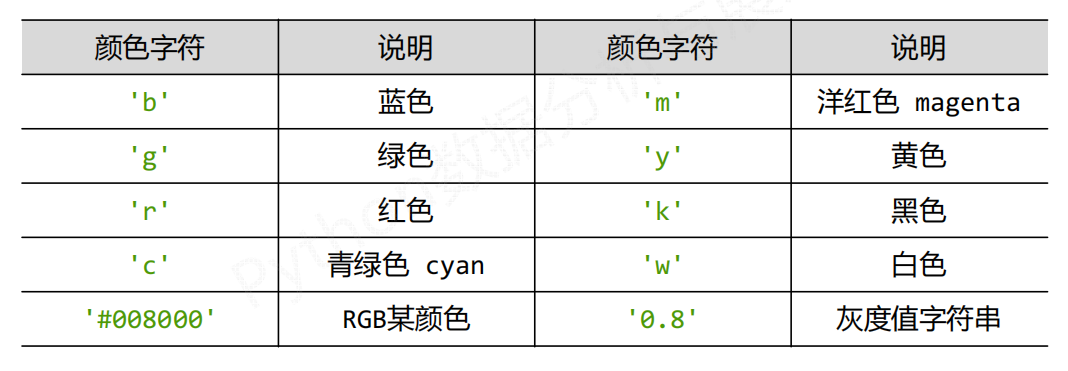 颜色字符 说明 颜色字符 说明
'b' 蓝色 'm' 洋红色 magenta
'g' 绿色 'y' 黄色
'r' 红色 'k' 黑色
'c' 青绿色 cyan 'w' 白色
'#008000' RGB某颜色 '0.8' 灰度值字符串
Python数据分析